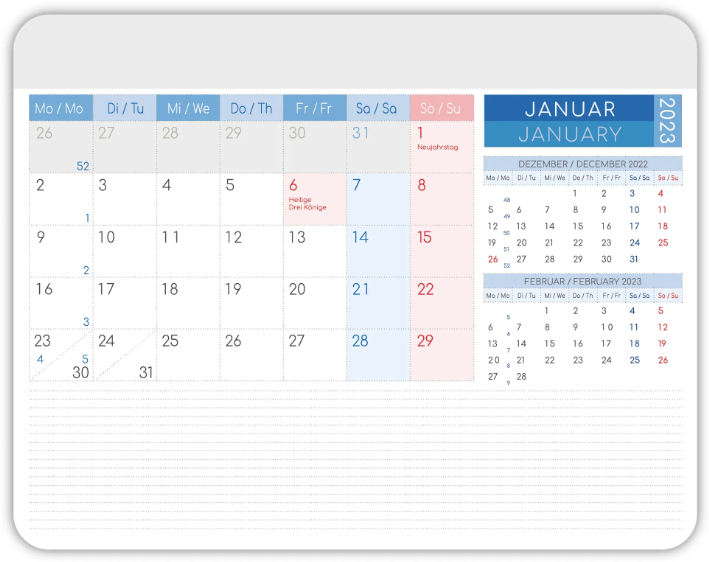 Mo / Mo Di / Tu Mi / We Do / Th Fr / Fr Sa / Sa So / Su
26 27 28 29 30 31 1
Neujahrstag
52
2 3 4 5 6 7 8
Heilige
Drei Könige
1
9 10 11 12 13 14 15
2
16 17 18 19 20 21 22
3
23 24 25 26 27 28 29
4 5
30 31
JANUAR
JANUARY
2023
DEZEMBER / DECEMBER 2022
Mo / Mo Di / Tu Mi / We Do / Th Fr / Fr Sa / Sa So / Su
1 2 3 4
48
5 6 7 8 9 10 11
49
12 13 14 15 16 17 18
50
19 20 21 22 23 24 25
51
26 27 28 29 30 31
52
FEBRUAR / FEBRUARY 2023
Mo / Mo Di / Tu Mi / We Do / Th Fr / Fr Sa / Sa So / Su
1 2 3 4 5
5
6 7 8 9 10 11 12
6
13 14 15 16 17 18 19
7
20 21 22 23 24 25 26
8
27 28
9